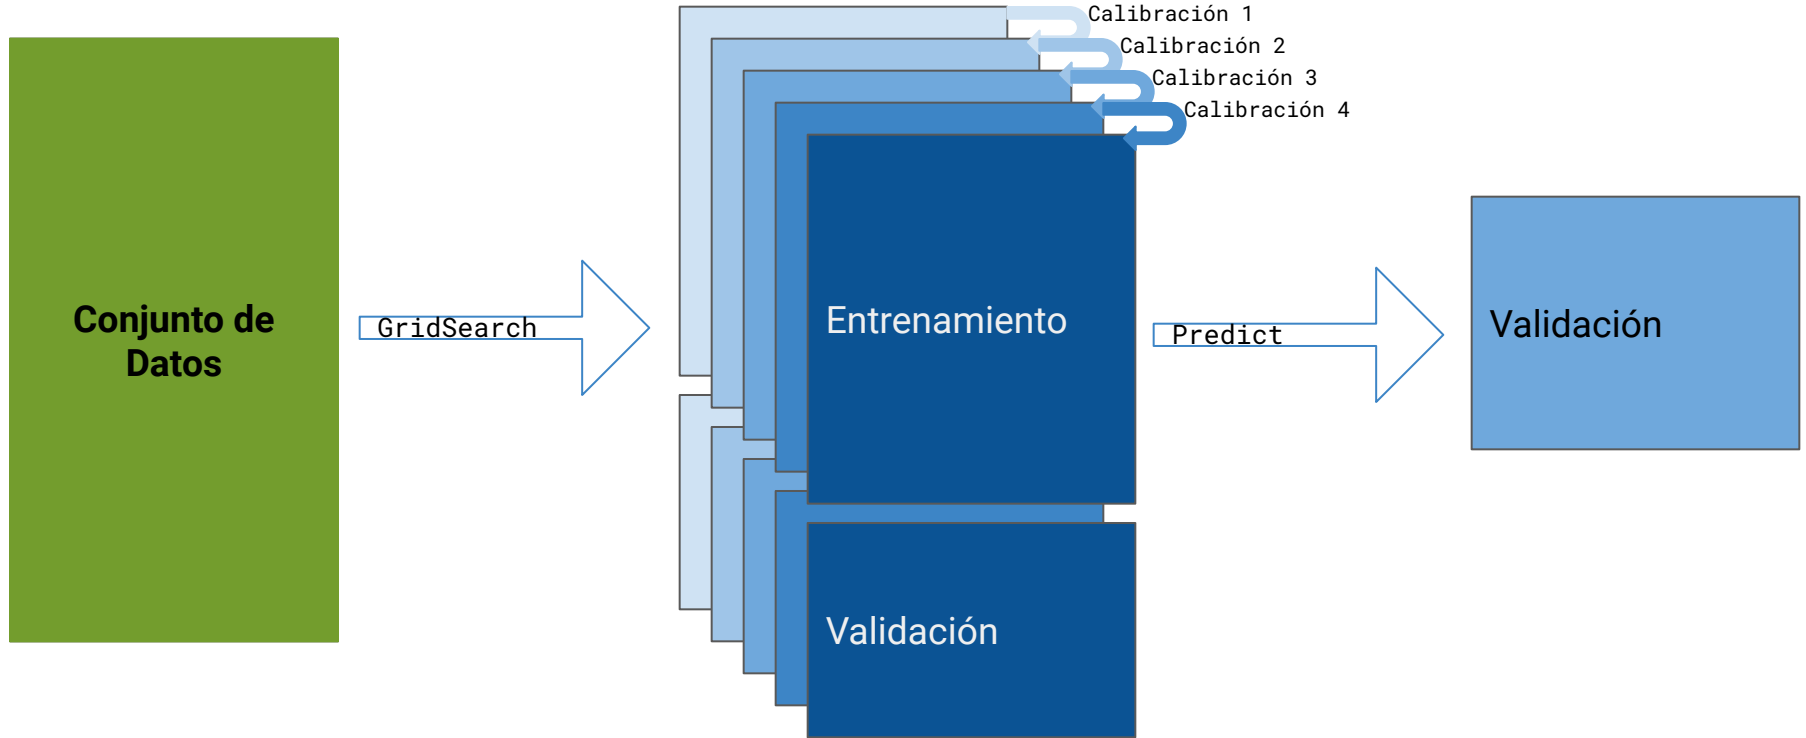 Calibración 1
Calibración 2
Calibración 3
Calibración 4
Conjunto de
Datos
GridSearch
Entrenamiento
Predict
Validación
Validación